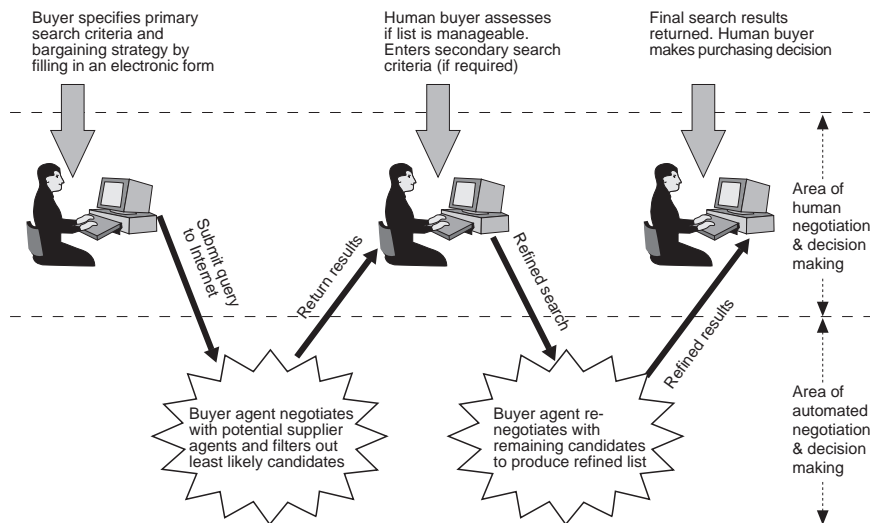 Buyer specifies primary
search criteria and
bargaining strategy by
filling in an electronic form
Human buyer assesses
if list is manageable.
Enters secondary search
criteria (if required)
Final search results
returned. Human buyer
makes purchasing decision
Submit query
to Internet
Return results
Refined search
Refined results
Area of
human
negotiation
& decision
making
Buyer agent negotiates
with potential supplier
agents and filters out
least likely candidates
Buyer agent re-
negotiates with
remaining candidates
to produce refined list
Area of
automated
negotiation
& decision
making